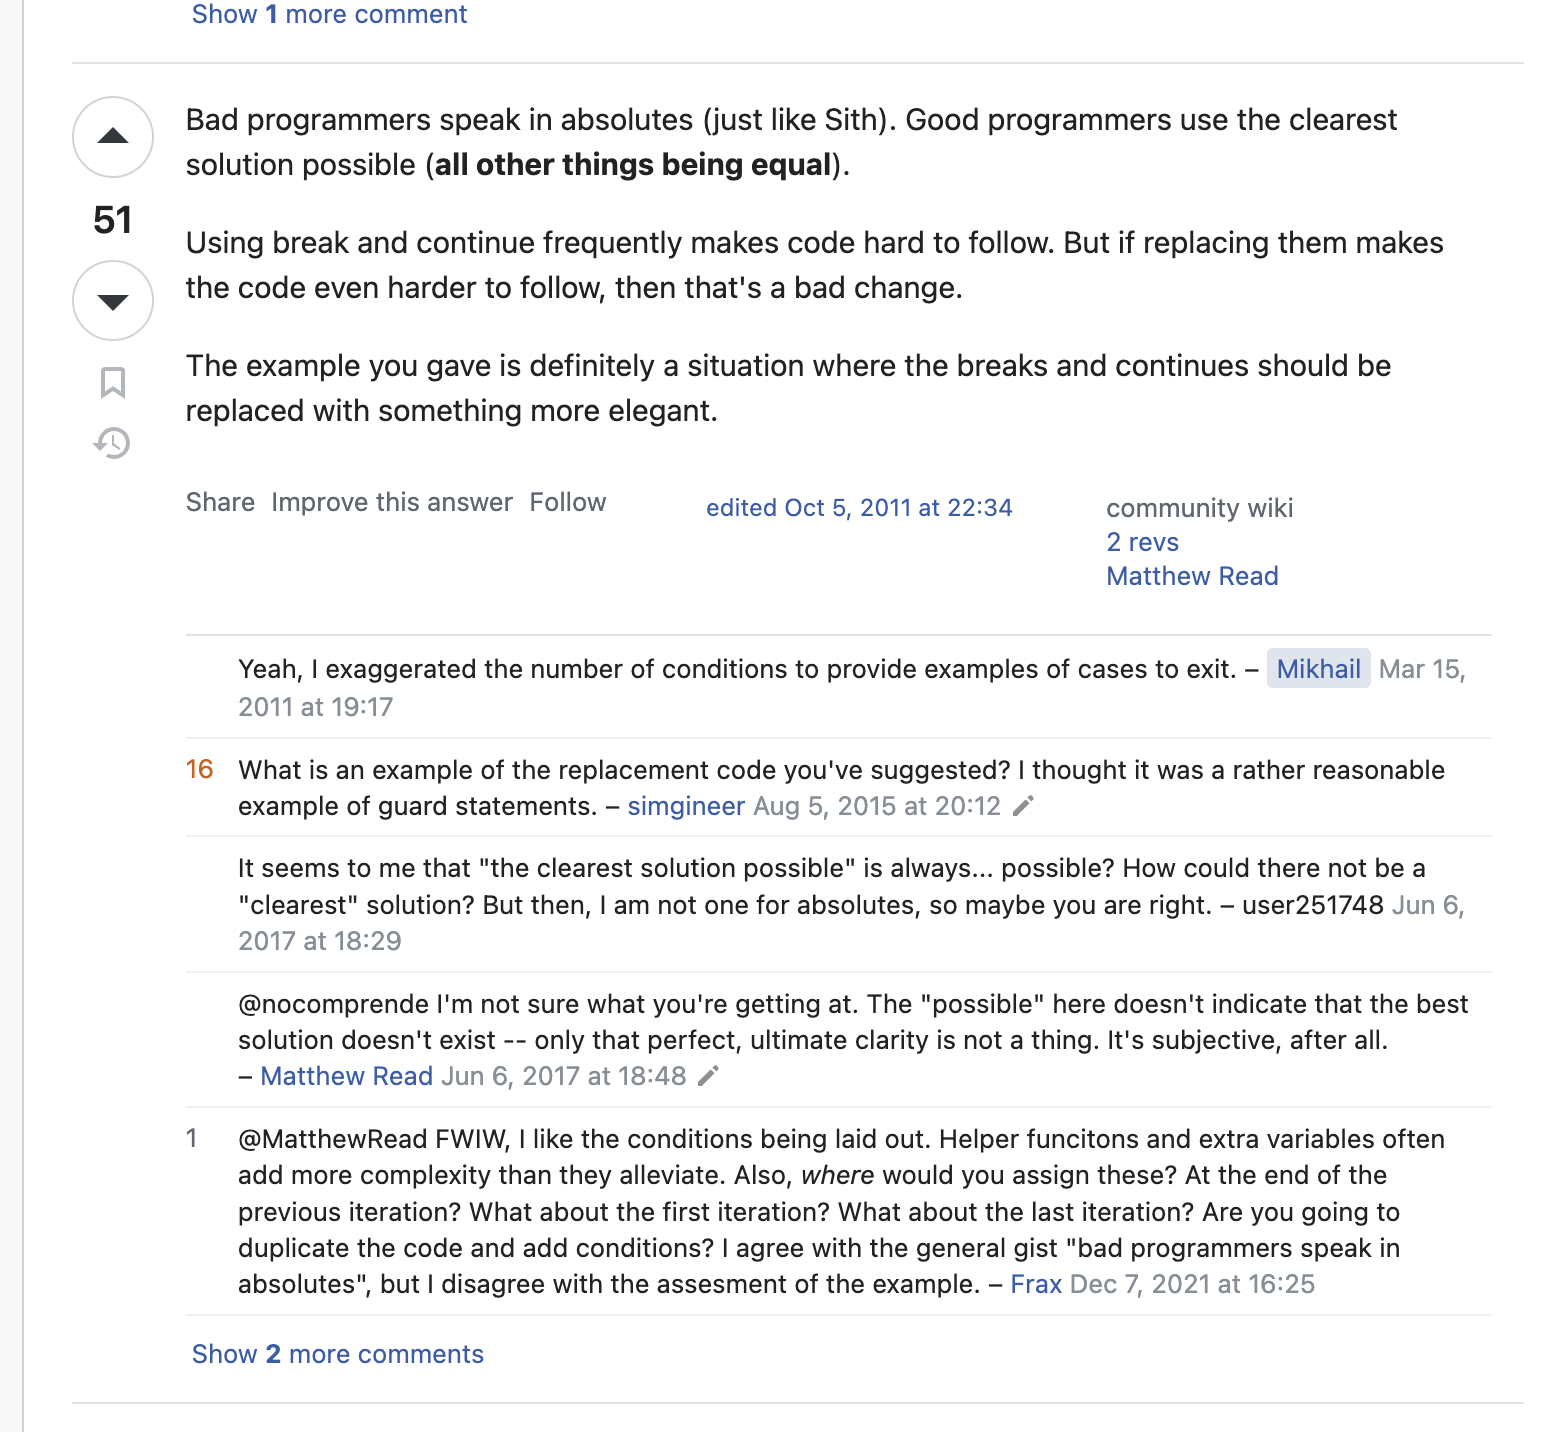 Show 1 more comment
Bad programmers speak in absolutes (just like Sith). Good programmers use the clearest
solution possible (all other things being equal).
51
Using break and continue frequently makes code hard to follow. But if replacing them makes
the code even harder to follow, then that's a bad change.
The example you gave is definitely a situation where the breaks and continues should be
replaced with something more elegant.
Share Improve this answer Follow
edited Oct 5, 2011 at 22:34
community wiki
2 revs
Matthew Read
Yeah, I exaggerated the number of conditions to provide examples of cases to exit. – Mikhail Mar 15,
2011 at 19:17
16 What is an example of the replacement code you've suggested? I thought it was a rather reasonable
example of guard statements. – simgineer Aug 5, 2015 at 20:12
It seems to me that "the clearest solution possible" is always... possible? How could there not be a
"clearest" solution? But then, I am not one for absolutes, so maybe you are right. – user251748 Jun 6,
2017 at 18:29
@nocomprende I'm not sure what you're getting at. The "possible" here doesn't indicate that the best
solution doesn't exist -- only that perfect, ultimate clarity is not a thing. It's subjective, after all.
– Matthew Read Jun 6, 2017 at 18:48
1 @MatthewRead FWIW, I like the conditions being laid out. Helper funcitons and extra variables often
add more complexity than they alleviate. Also, where would you assign these? At the end of the
previous iteration? What about the first iteration? What about the last iteration? Are you going to
duplicate the code and add conditions? I agree with the general gist "bad programmers speak in
absolutes", but I disagree with the assesment of the example. – Frax Dec 7, 2021 at 16:25
Show 2 more comments